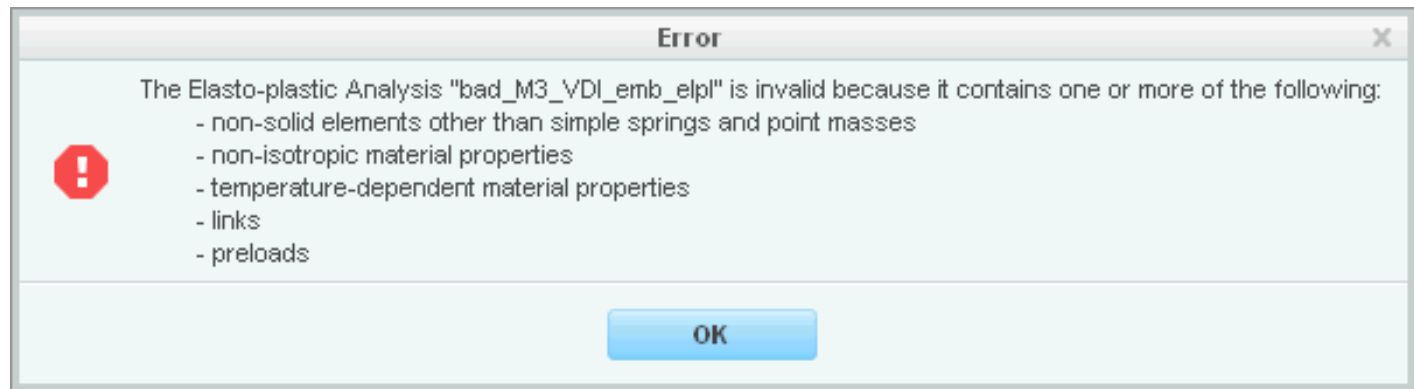 Error
The Elasto-plastic Analysis "bad_M3_VDI_emb_elpl" is invalid because it contains one or more of the following:
- non-solid elements other than simple springs and point masses
- non-isotropic material properties
- temperature-dependent material properties
- links
- preloads
OK